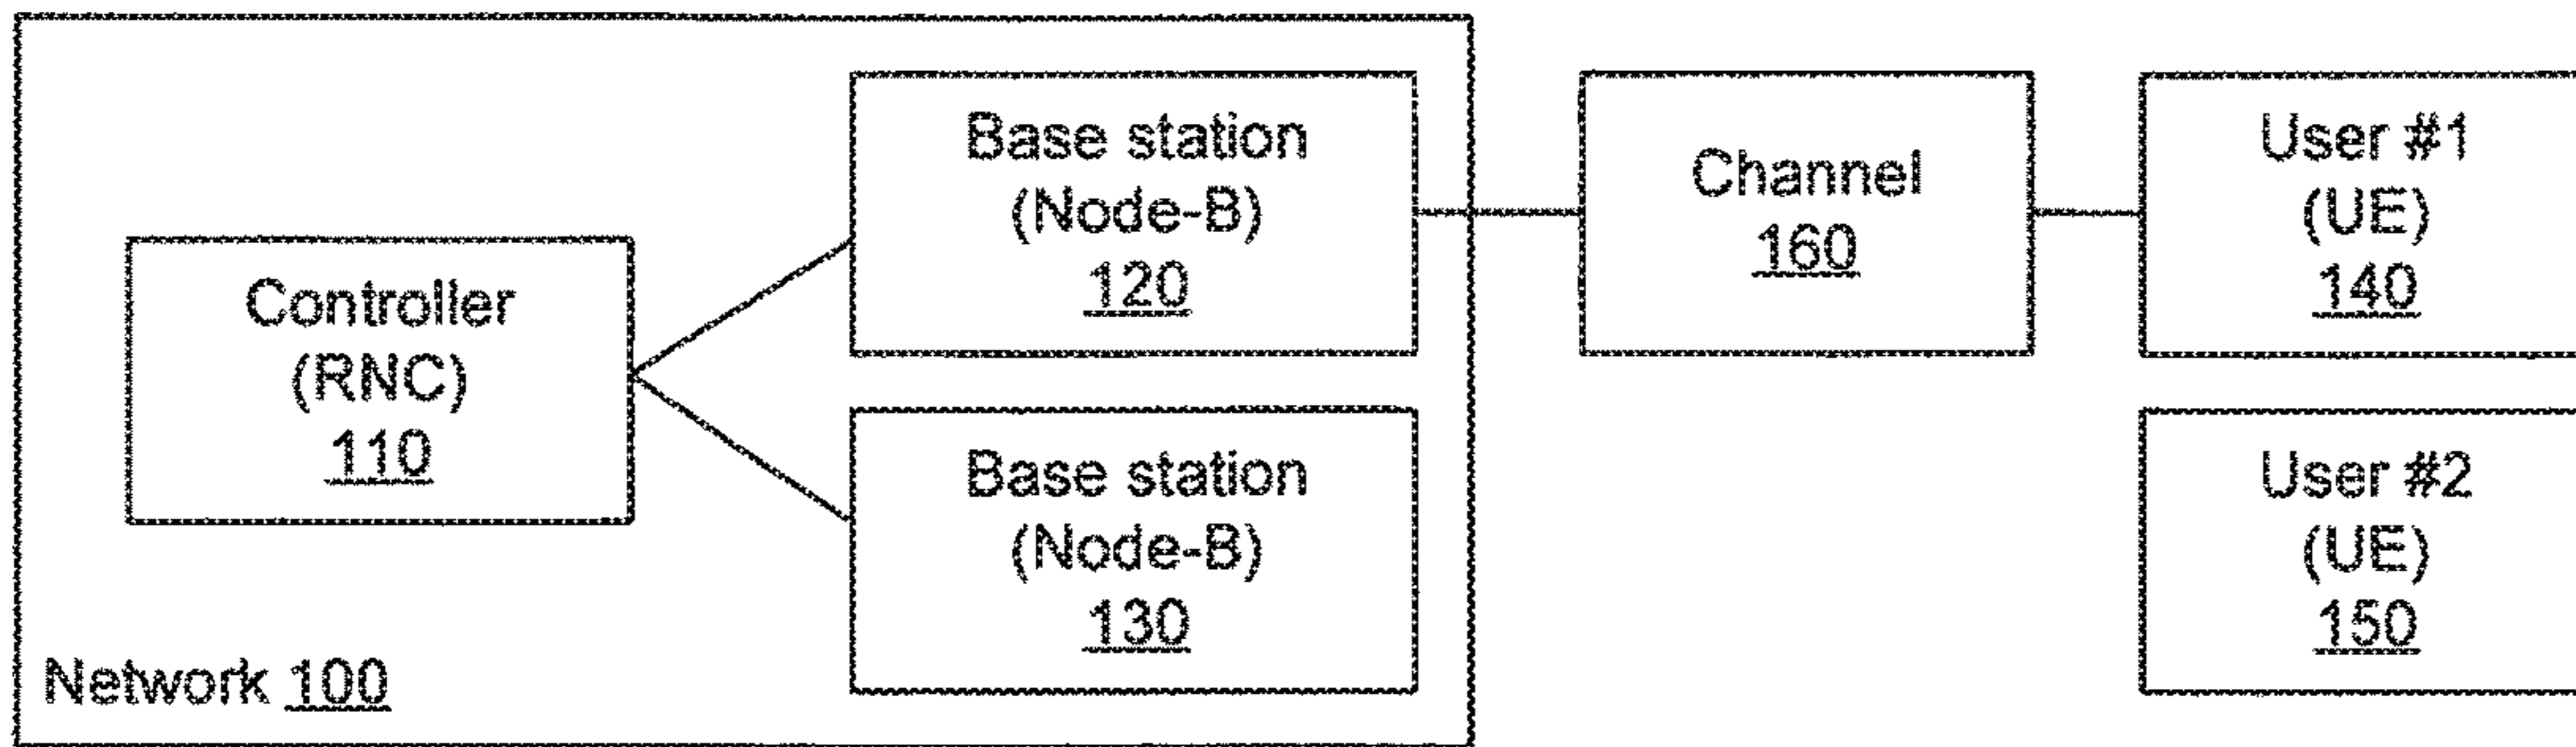 Controller
(RNC)
110
Base station
(Node-B)
120
Base station
(Node-B)
130
Network 100
Channel
160
User #1
(UE)
140
User #2
(UE)
150